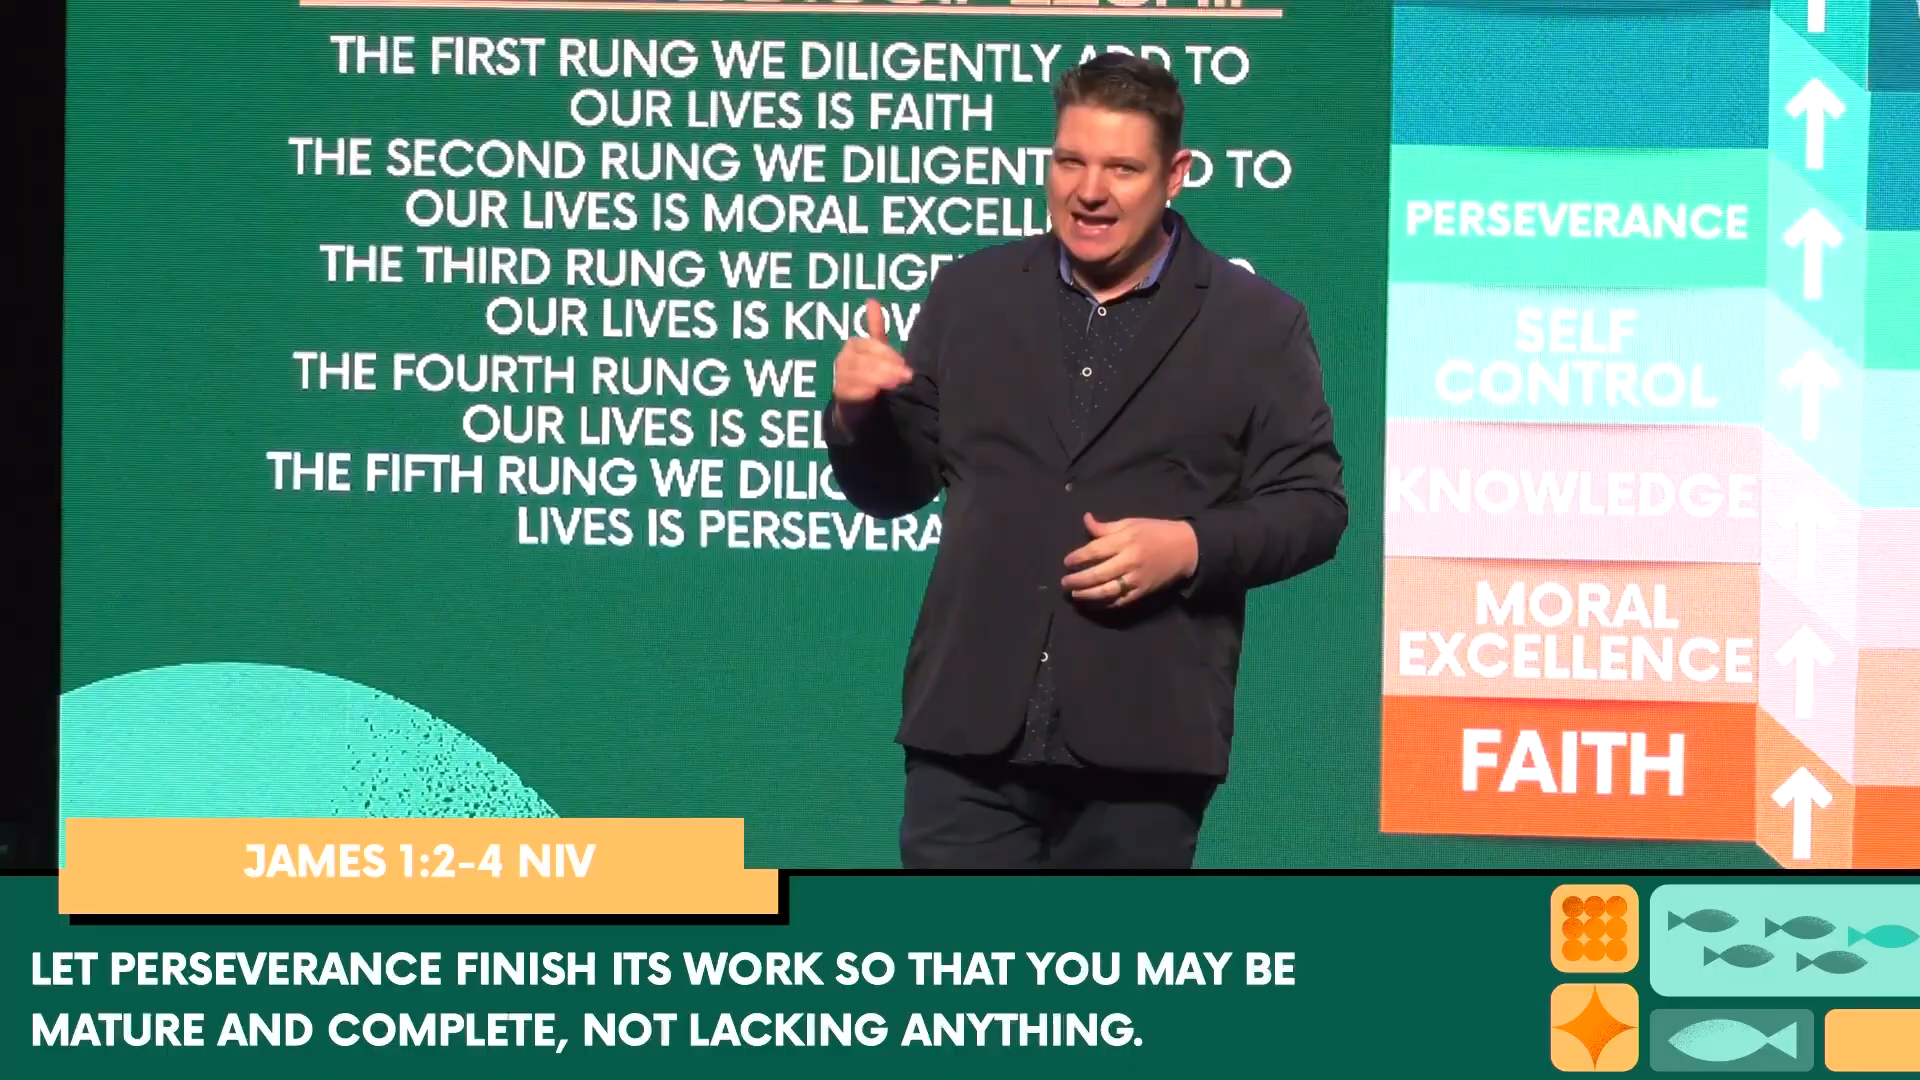 THE FIRST RUNG WE DILIGENTLY ADD TO
OUR LIVES IS FAITH
THE SECOND RUNG WE TO
OUR LIVES IS MORAL
THE THIRD RUNG WE
OUR LIVES IS
THE FOURTH RUNG WE
OUR LIVES IS
THE FIFTH RUNG WE
LIVES IS
PERSEVERANCE
SELF
CONTROL
KNOWLEDGE
MORAL
EXCELLENCE
FAITH
JAMES 1:2-4 NIV
LET PERSEVERANCE FINISH ITS WORK SO THAT YOU MAY BE
MATURE AND COMPLETE, NOT LACKING ANYTHING.